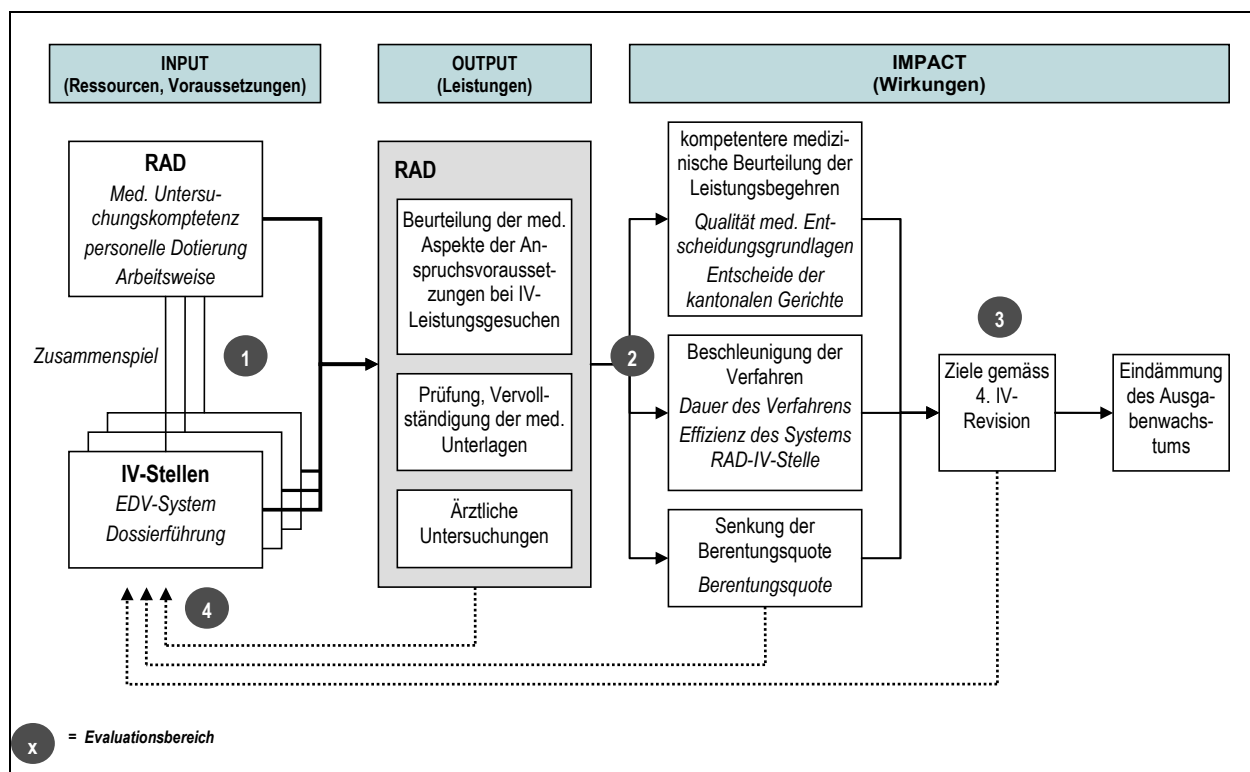 INPUT
(Ressourcen, Voraussetzungen)
OUTPUT
(Leistungen)
IMPACT
(Wirkungen)
RAD
Med. Untersu-
chungskomptetenz
personelle Dotierung
Arbeitsweise
Zusammenspiel
1
IV-Stellen
EDV-System
Dossierführung
4
RAD
Beurteilung der med.
Aspekte der An-
spruchsvorausset-
zungen bei IV-
Leistungsgesuchen
Prüfung, Vervoll-
ständigung der med.
Unterlagen
Ärztliche
Untersuchungen
2
kompetentere medizi-
nische Beurteilung der
Leistungsbegehren
Qualität med. Ent-
scheidungsgrundlagen
Entscheide der
kantonalen Gerichte
Beschleunigung der
Verfahren
Dauer des Verfahrens
Effizienz des Systems
RAD-IV-Stelle
Senkung der
Berentungsquote
Berentungsquote
3
Ziele gemäss
4. IV-
Revision
Eindämmung
des Ausga-
benwachs-
tums
x = Evaluationsbereich